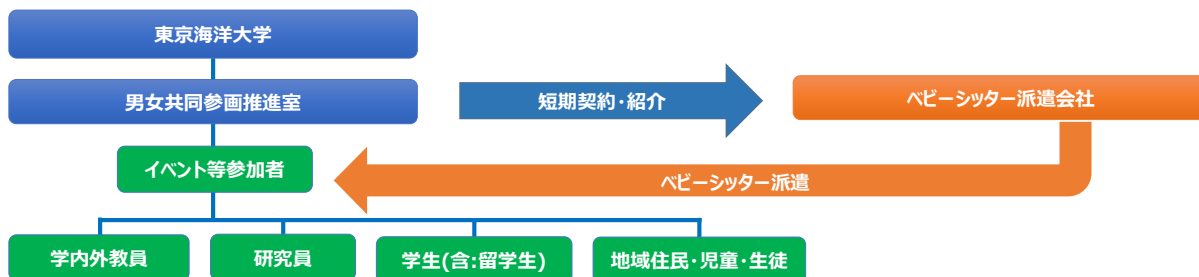 東京海洋大学
男女共同参画推進室
短期契約・紹介
ベビーシッター派遣会社
イベント等参加者
ベビーシッター派遣
学内外教員
研究員
学生(含:留学生)
地域住民・児童・生徒